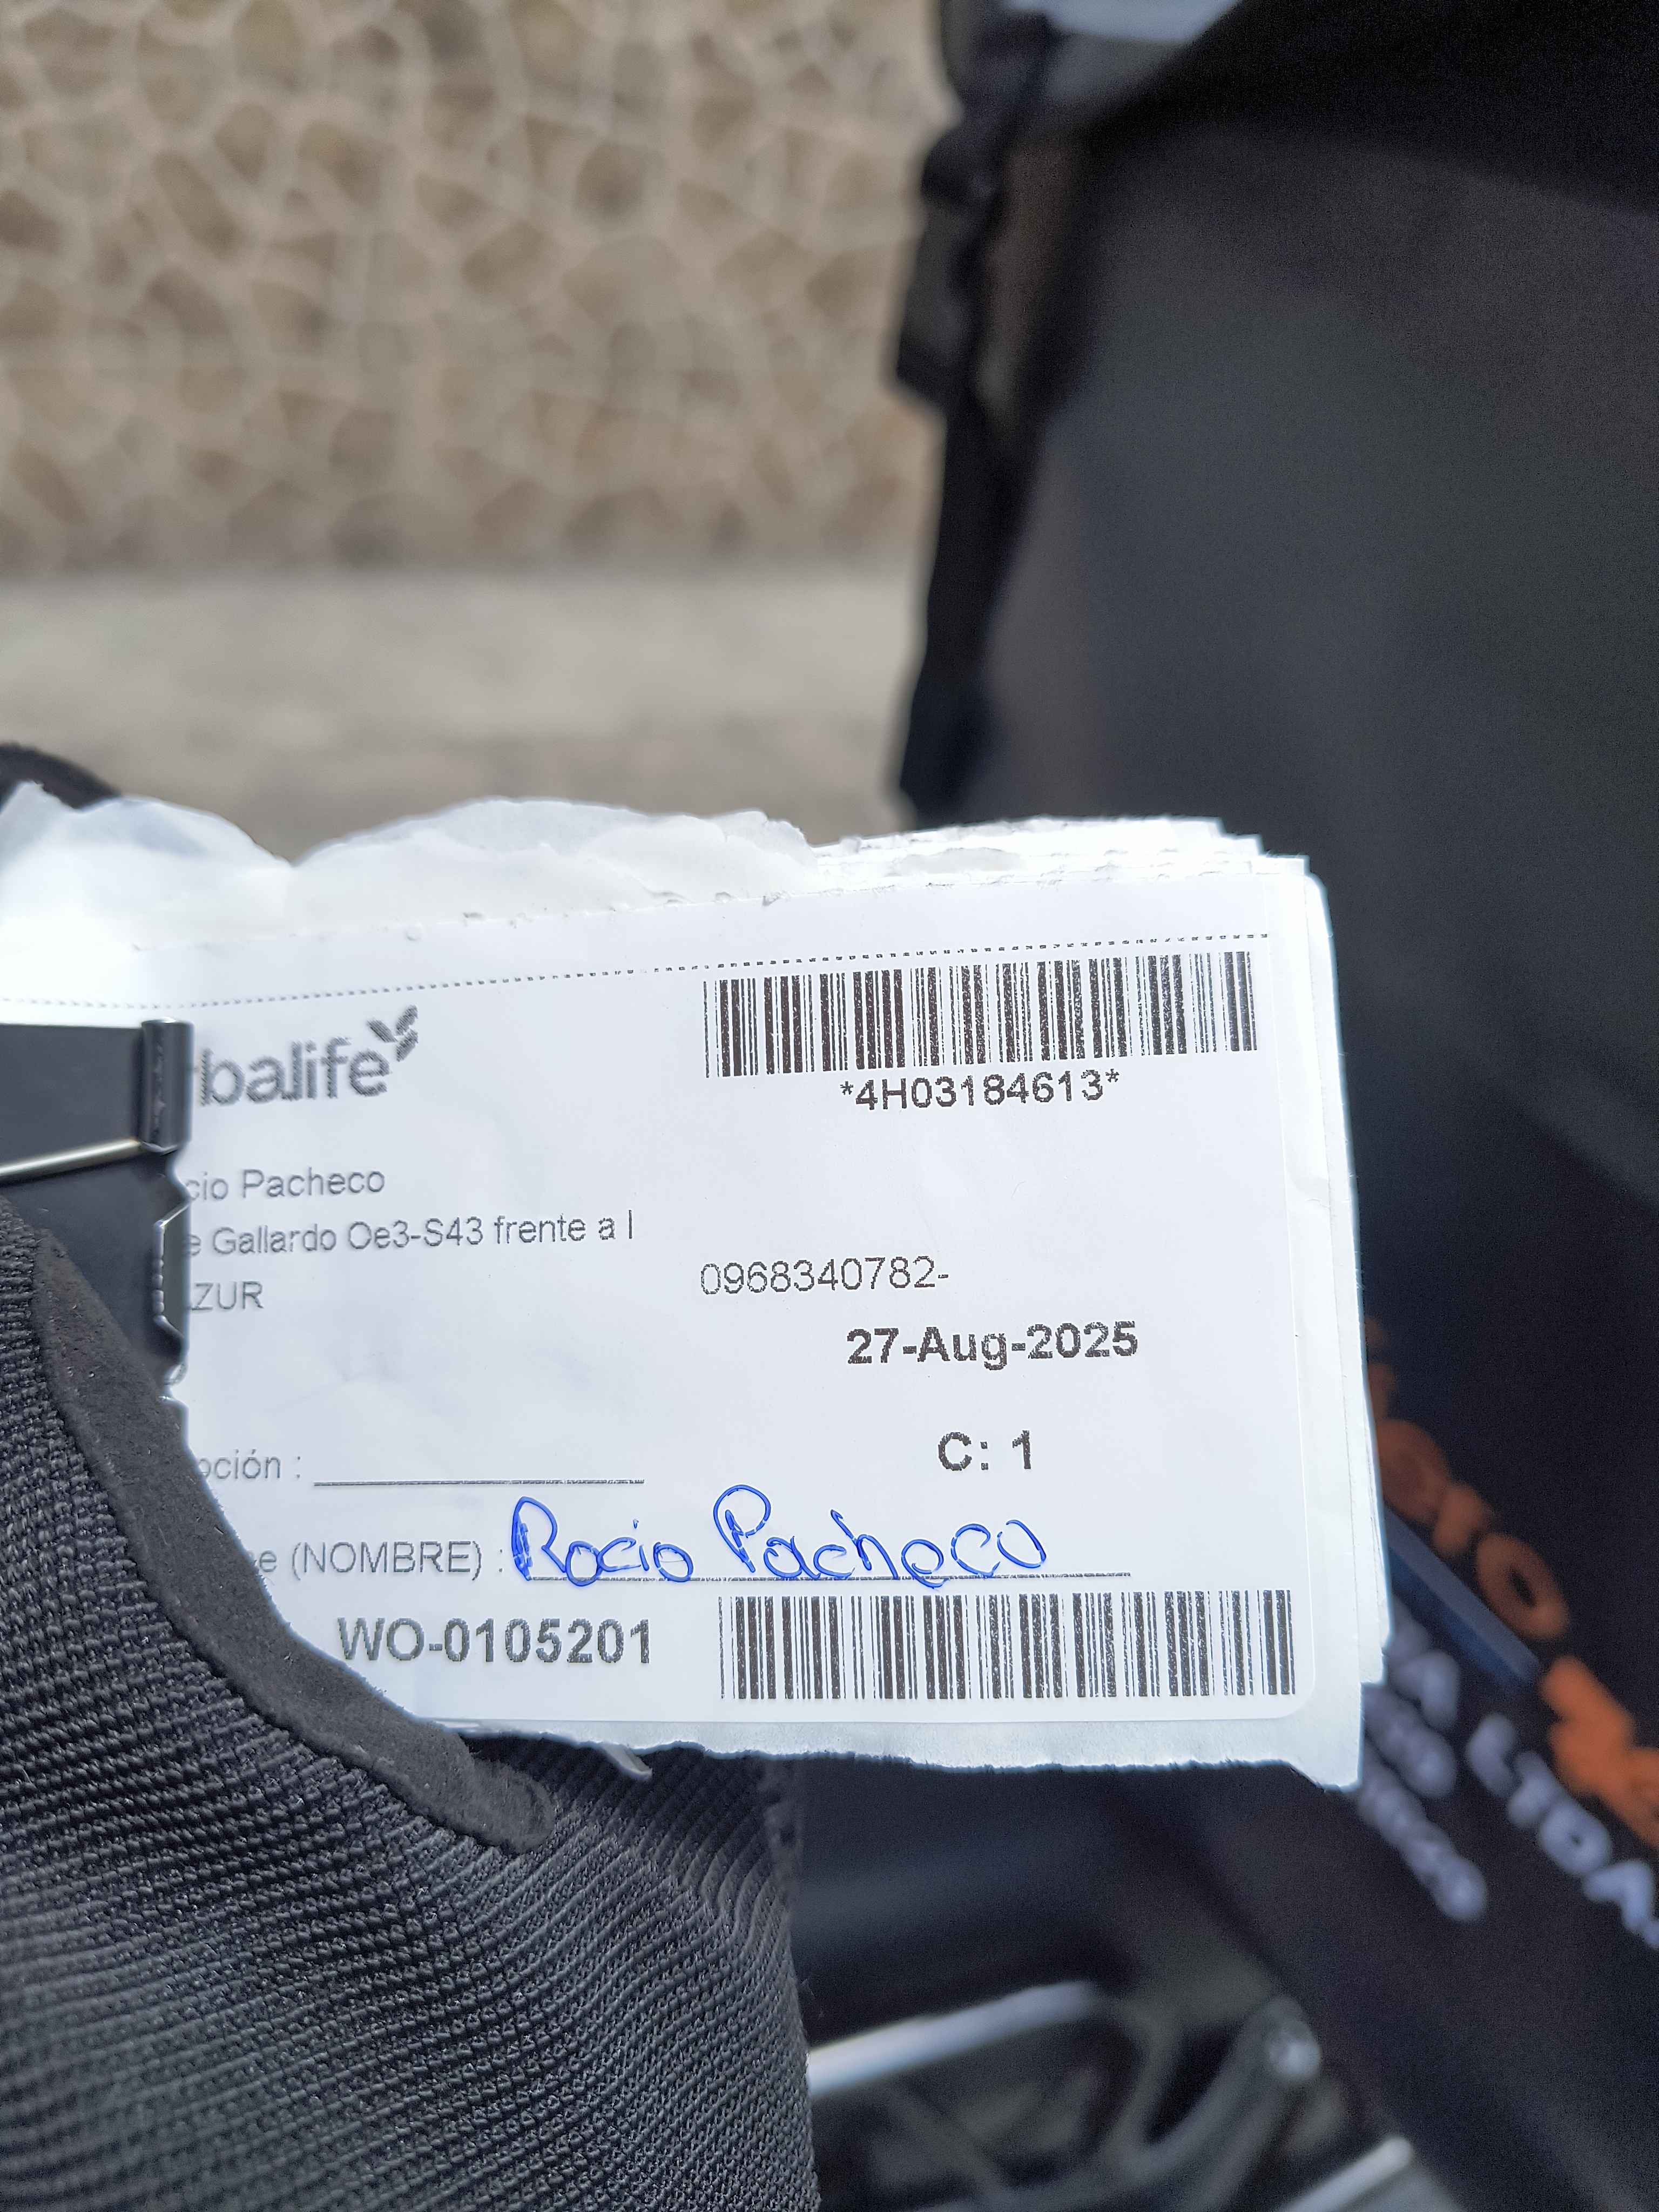 rbalife
*4H03184613*
cio Pacheco
e Gallardo Oe3-S43 frente a l
ZUR
0968340782-
27-Aug-2025
C: 1
pción :
e (NOMBRE) : Rocio Pacheco
WO-0105201